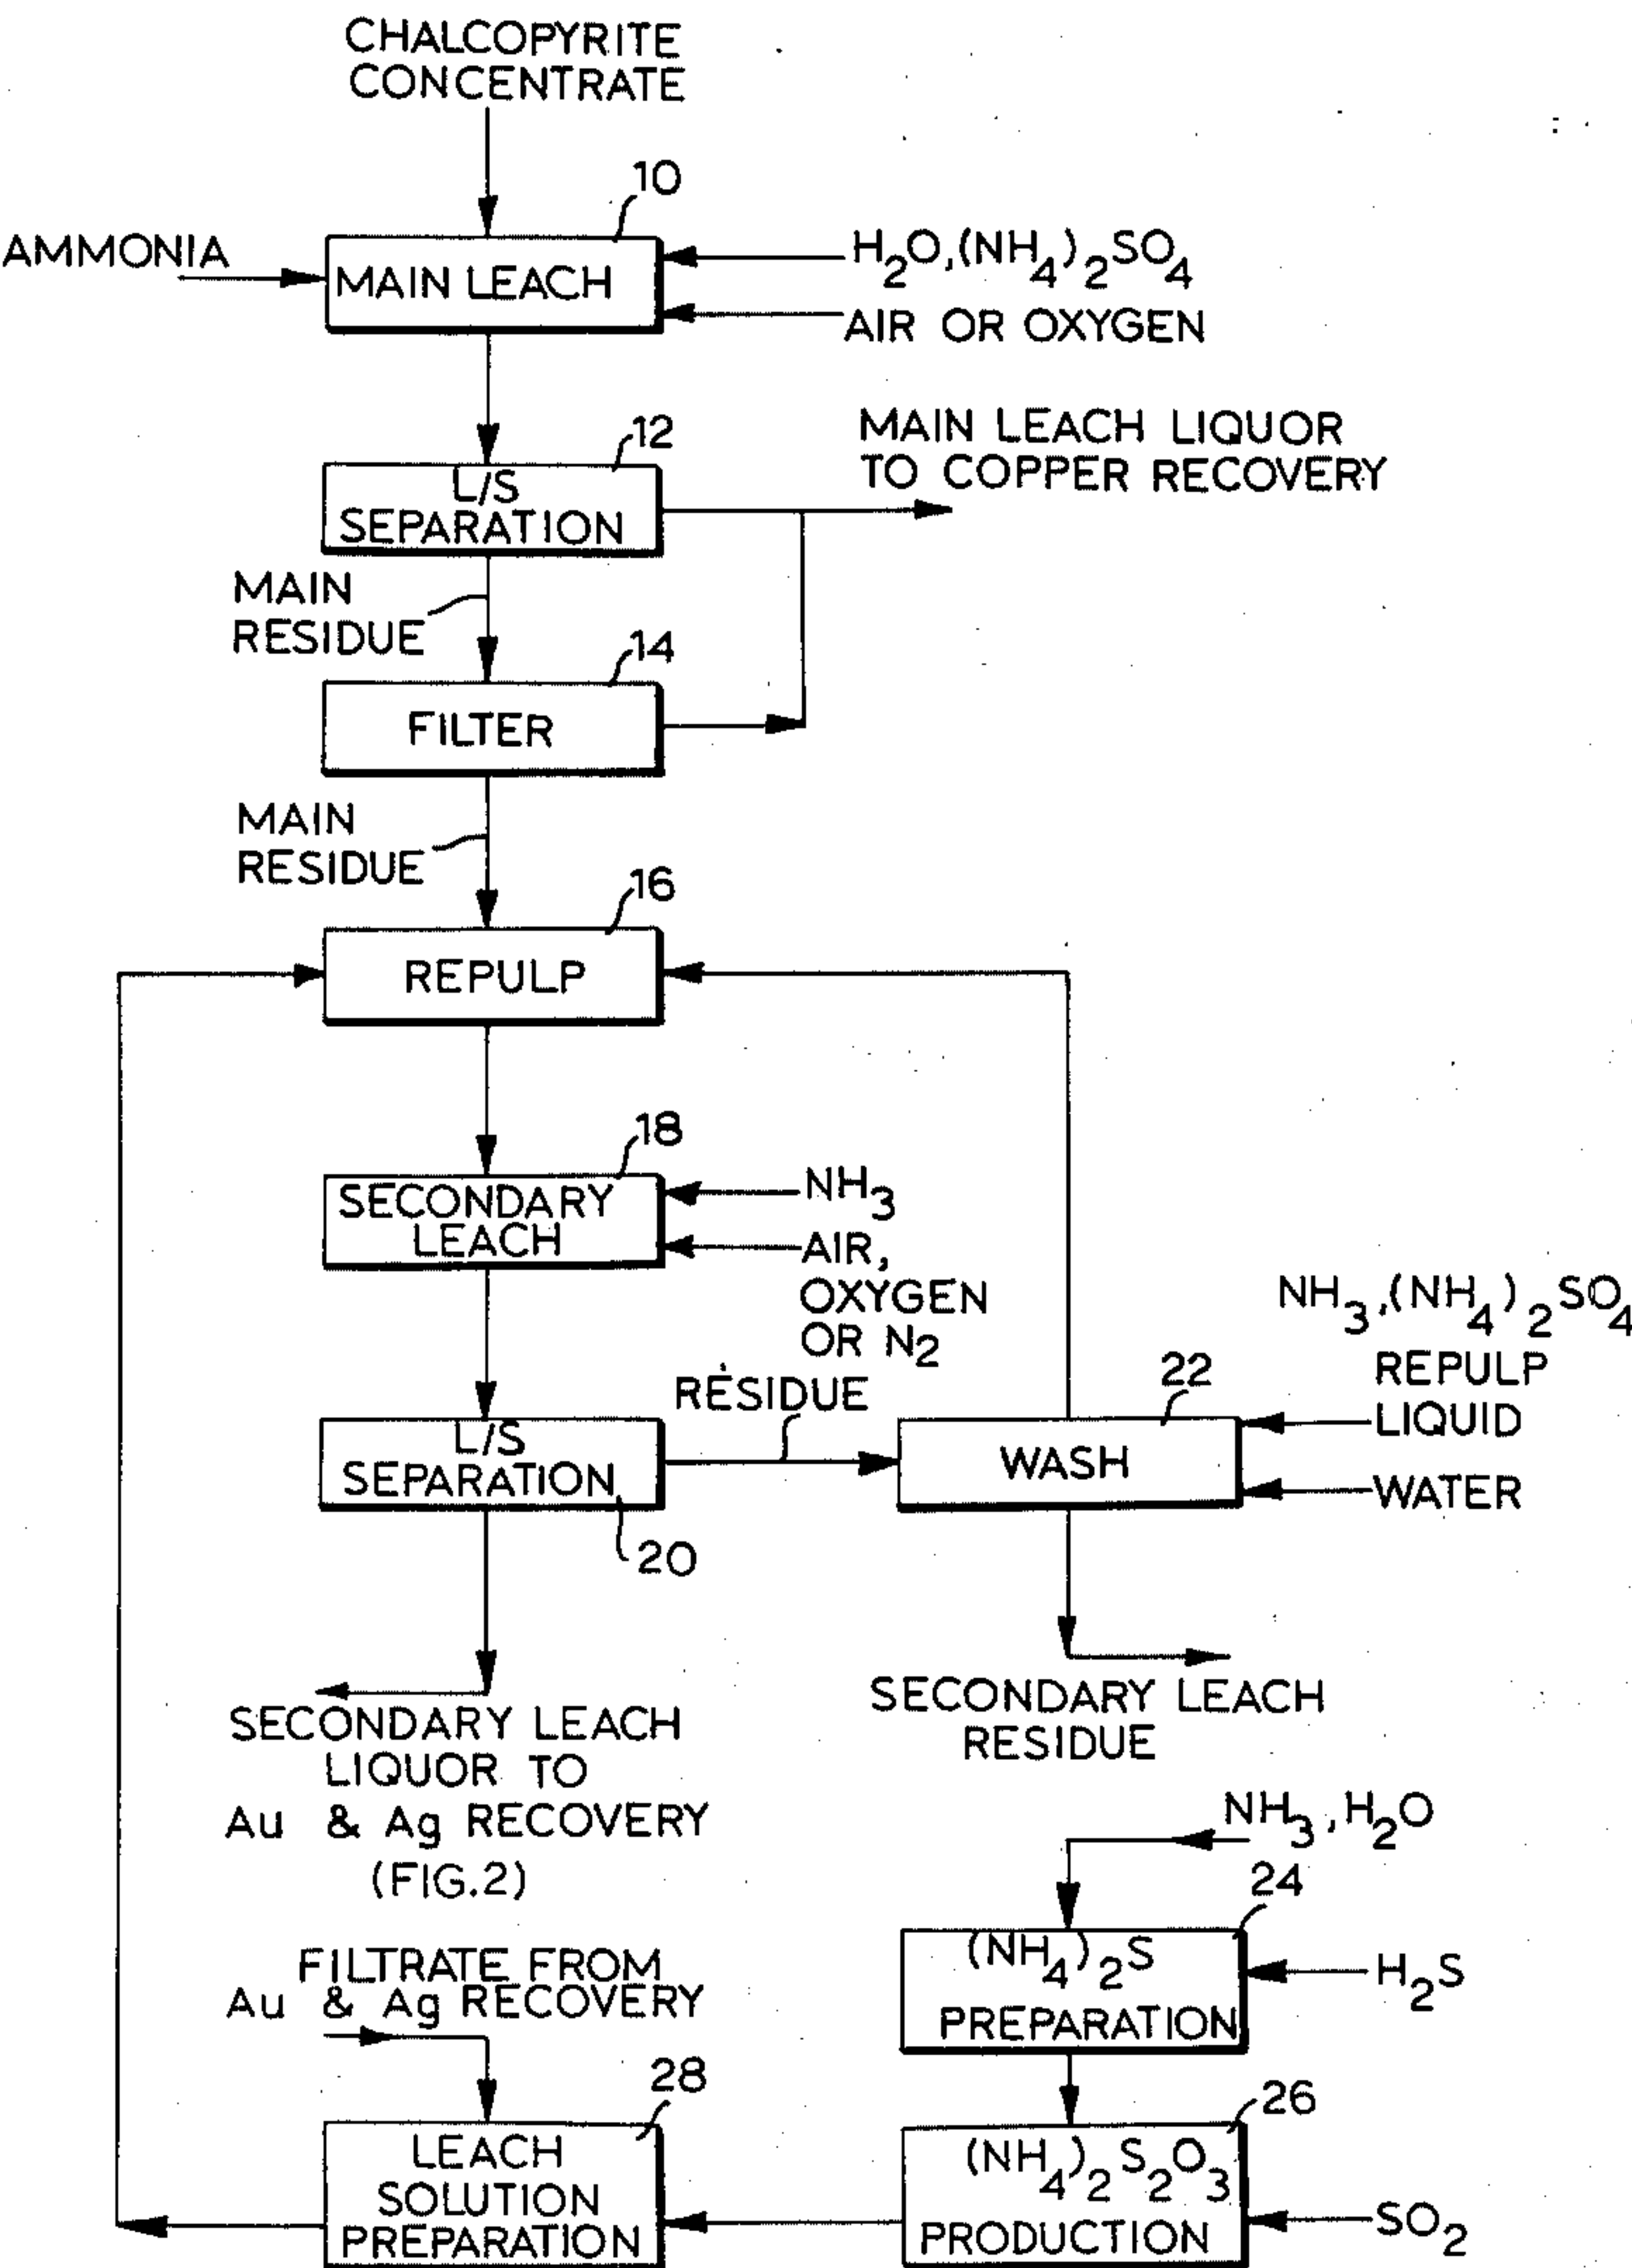 CHALCOPYRITE
CONCENTRATE
10
AMMONIA
MAIN LEACH
H2O,(NH4)2SO4
AIR OR OXYGEN
12
L/S
SEPARATION
MAIN LEACH LIQUOR
TO COPPER RECOVERY
MAIN
RESIDUE
14
FILTER
MAIN
RESIDUE
16
REPULP
18
SECONDARY
LEACH
NH3
AIR,
OXYGEN
OR N2
RESIDUE
L/S
SEPARATION
20
22
WASH
NH3,(NH4)2SO4
REPULP
LIQUID
WATER
SECONDARY LEACH
LIQUOR TO
Au & Ag RECOVERY
(FIG.2)
SECONDARY LEACH
RESIDUE
NH3,H2O
24
(NH4)2S
PREPARATION
H2S
FILTRATE FROM
Au & Ag RECOVERY
28
LEACH
SOLUTION
PREPARATION
26
(NH4)2S2O3
PRODUCTION
SO2